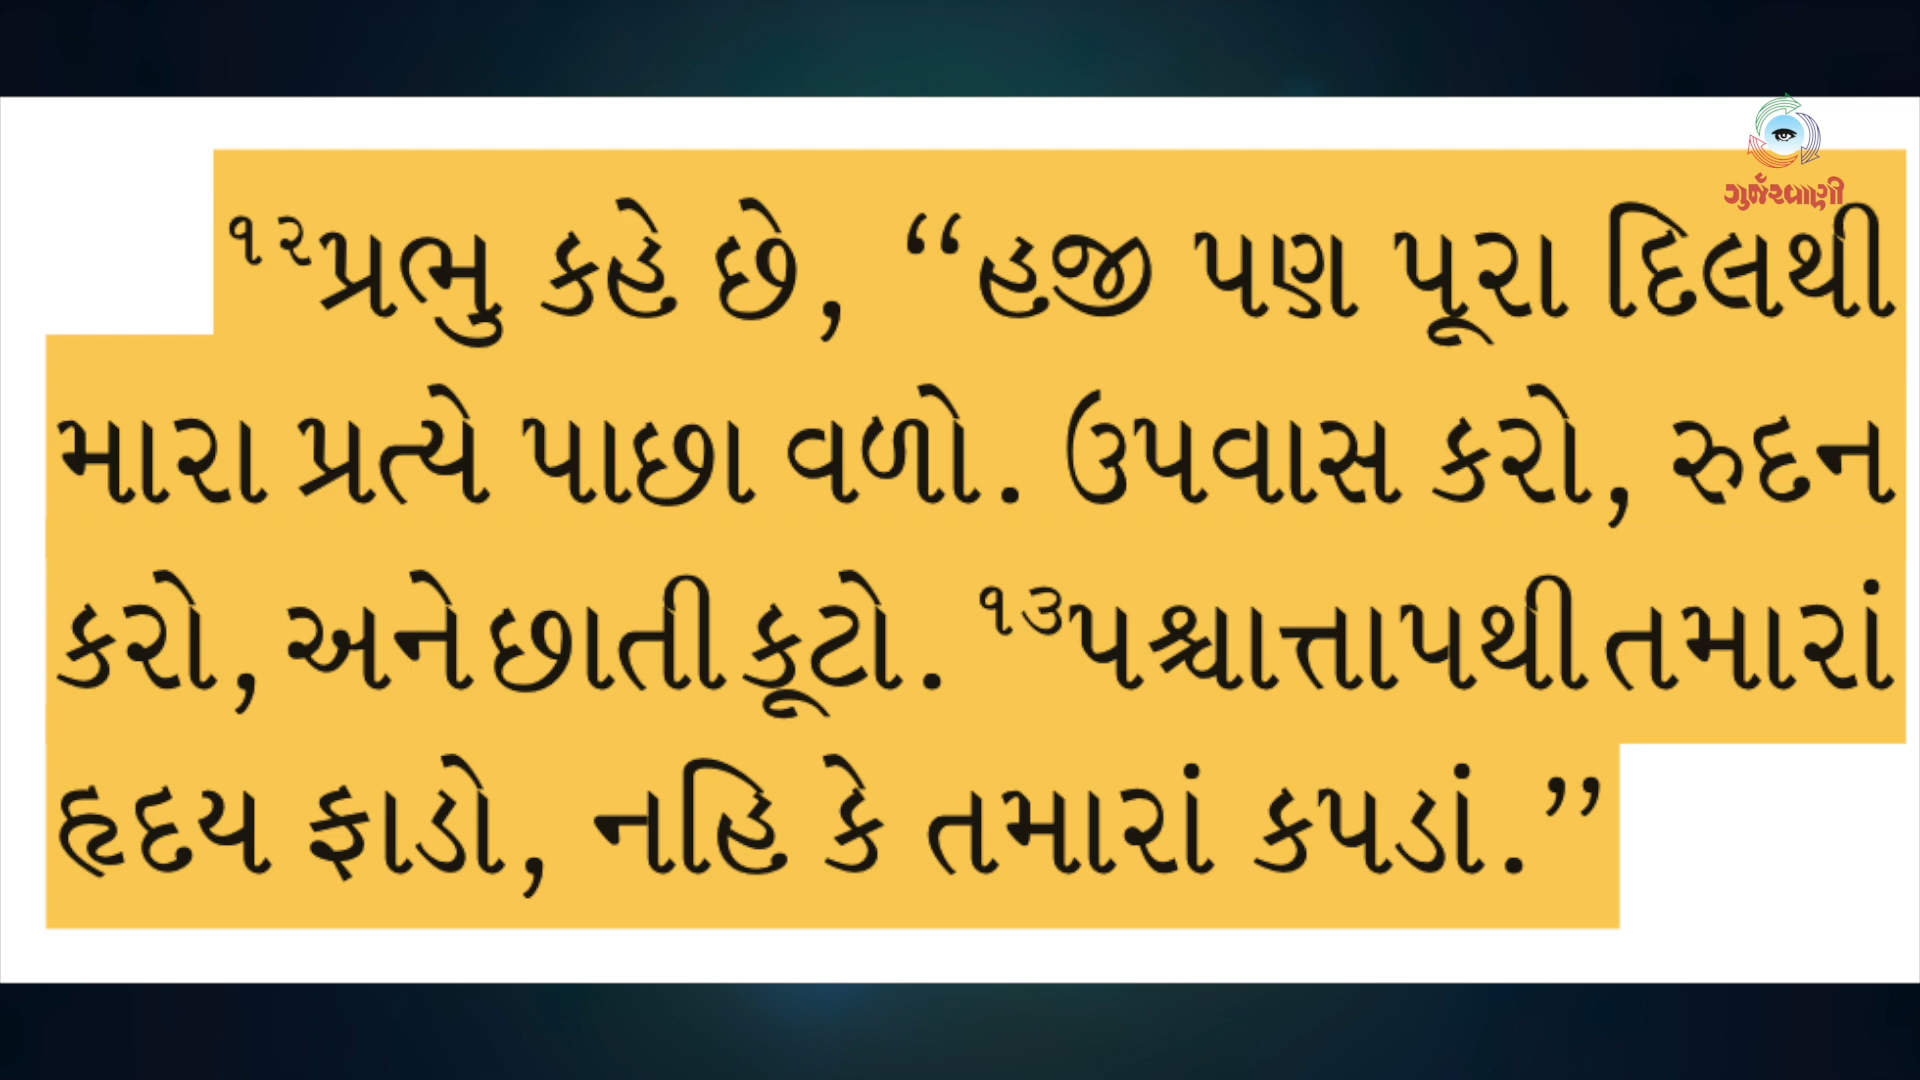 ગુર્જરવાણી
૧૨પ્રભુ કહે છે, “હજી પણ પૂરા દિલથી
મારા પ્રત્યે પાછા વળો. ઉપવાસ કરો, રુદન
કરો, અને છાતી કૂટો. ૧૩પશ્ચાત્તાપથી તમારાં
હૃદય ફાડો, નહિ કે તમારાં કપડાં.”